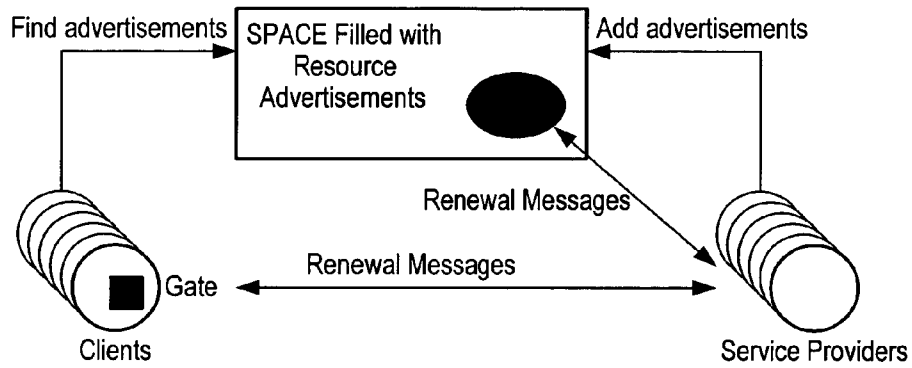 Find advertisements
SPACE Filled with
Resource
Advertisements
Add advertisements
Renewal Messages
Renewal Messages
Gate
Clients
Service Providers